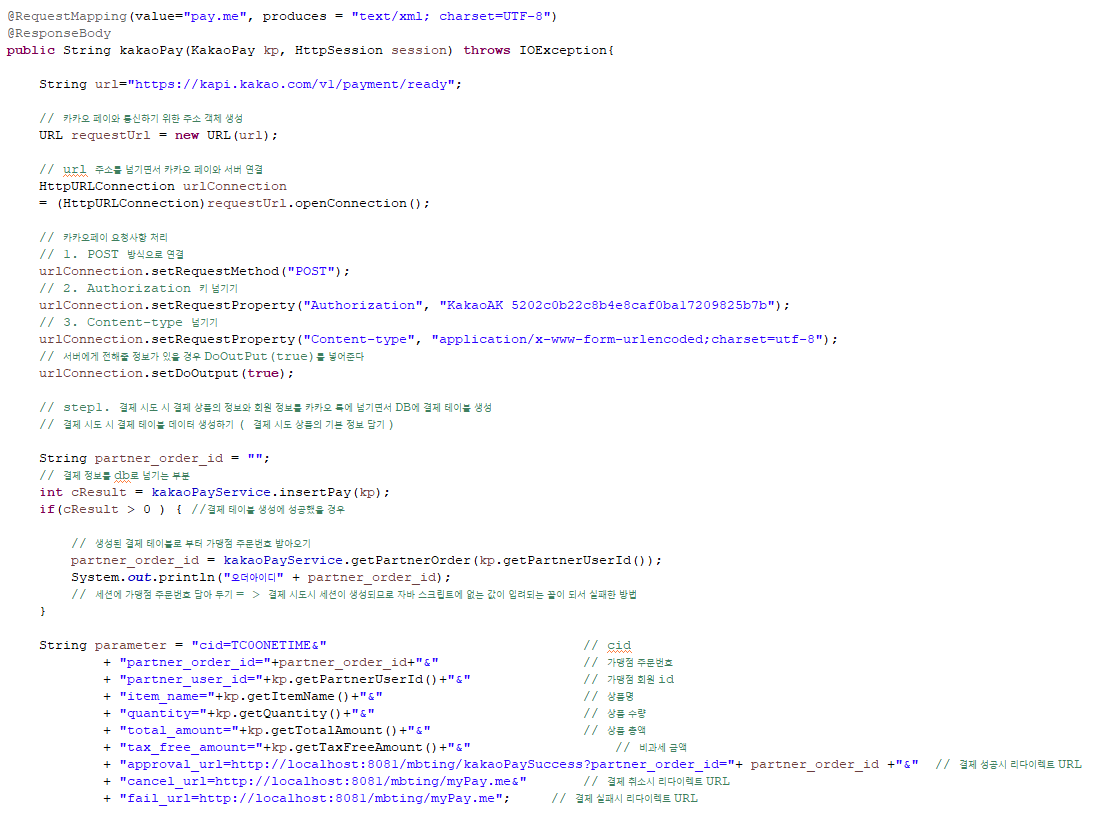 @RequestMapping(value="pay.me", produces = "text/xml; charset=UTF-8")
@ResponseBody
public String kakaoPay(KakaoPay kp, HttpSession session) throws IOException{
String url="https://kapi.kakao.com/v1/payment/ready";
// 카카오 페이와 통신하기 위한 주소 객체 생성
URL requestUrl = new URL(url);
// url 주소를 넘기면서 카카오 페이와 서버 연결
HttpURLConnection urlConnection
= (HttpURLConnection)requestUrl.openConnection();
// 카카오페이 요청사항 처리
// 1. POST 방식으로 연결
urlConnection.setRequestMethod("POST");
// 2. Authorization 키 넘기기
urlConnection.setRequestProperty("Authorization", "KakaoAK 5202c0b22c8b4e8caf0ba17209825b7b");
// 3. Content-type 넘기기
urlConnection.setRequestProperty("Content-type", "application/x-www-form-urlencoded;charset=utf-8");
// 서버에게 전해줄 정보가 있을 경우 DoOutPut(true)를 넣어준다
urlConnection.setDoOutput(true);
// step1. 결제 시도 시 결제 상품의 정보와 회원 정보를 카카오 톡에 넘기면서 DB에 결제 테이블 생성
// 결제 시도 시 결제 테이블 데이터 생성하기 ( 결제 시도 상품의 기본 정보 담기 )
String partner_order_id = "";
// 결제 정보를 db로 넘기는 부분
int cResult = kakaoPayService.insertPay(kp);
if(cResult > 0 ) { //결제 테이블 생성에 성공했을 경우
// 생성된 결제 테이블로 부터 가맹점 주문번호 받아오기
partner_order_id = kakaoPayService.getPartnerOrder(kp.getPartnerUserId());
System.out.println("오더아이디" + partner_order_id);
// 세션에 가맹점 주문번호 담아 두기 = > 결제 시도시 세션이 생성되므로 자바 스크립트에 없는 값이 입력되는 꼴이 되서 실패한 방법
}
String parameter = "cid=TC0ONETIME&" // cid
+ "partner_order_id="+partner_order_id+"&" // 가맹점 주문번호
+ "partner_user_id="+kp.getPartnerUserId()+"&" // 가맹점 회원 id
+ "item_name="+kp.getItemName()+"&" // 상품명
+ "quantity="+kp.getQuantity()+"&" // 상품 수량
+ "total_amount="+kp.getTotalAmount()+"&" // 상품 총액
+ "tax_free_amount="+kp.getTaxFreeAmount()+"&" // 비과세 금액
+ "approval_url=http://localhost:8081/mbting/kakaoPaySuccess?partner_order_id="+ partner_order_id +"&" // 결제 성공시 리다이렉트 URL
+ "cancel_url=http://localhost:8081/mbting/myPay.me&" // 결제 취소시 리다이렉트 URL
+ "fail_url=http://localhost:8081/mbting/myPay.me"; // 결제 실패시 리다이렉트 URL